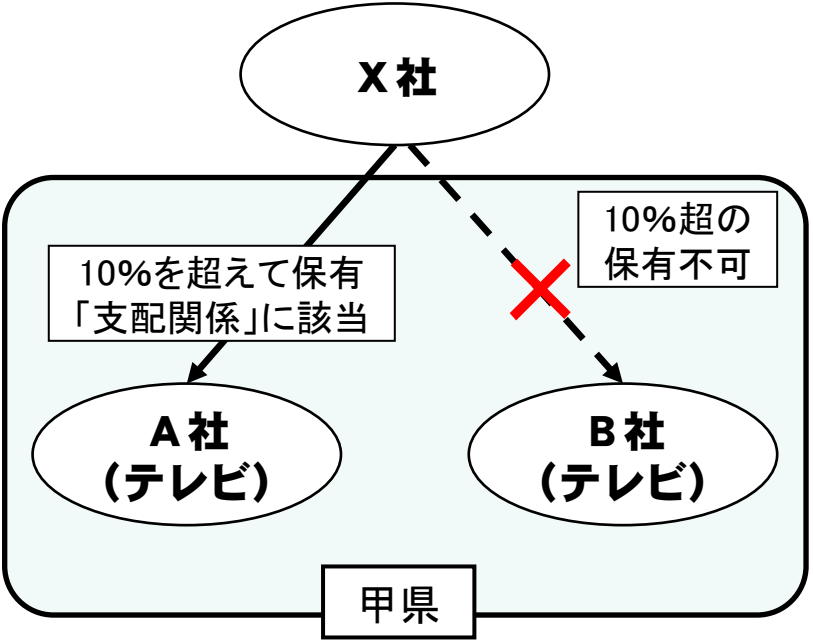 X社
10%超の
保有不可
10%を超えて保有
「支配関係」に該当
A社
(テレビ)
B社
(テレビ)
甲県